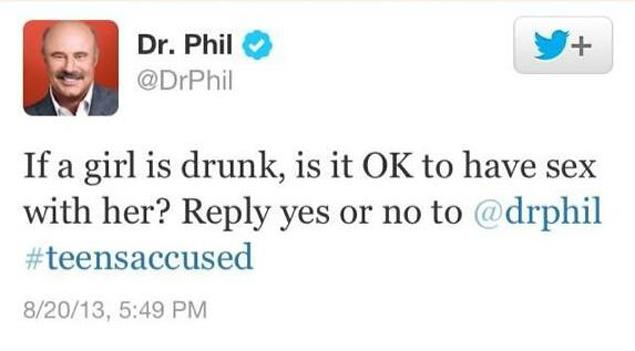 Dr. Phil
@DrPhil
If a girl is drunk, is it OK to have sex
with her? Reply yes or no to @drphil
#teensaccused
8/20/13, 5:49 PM
+